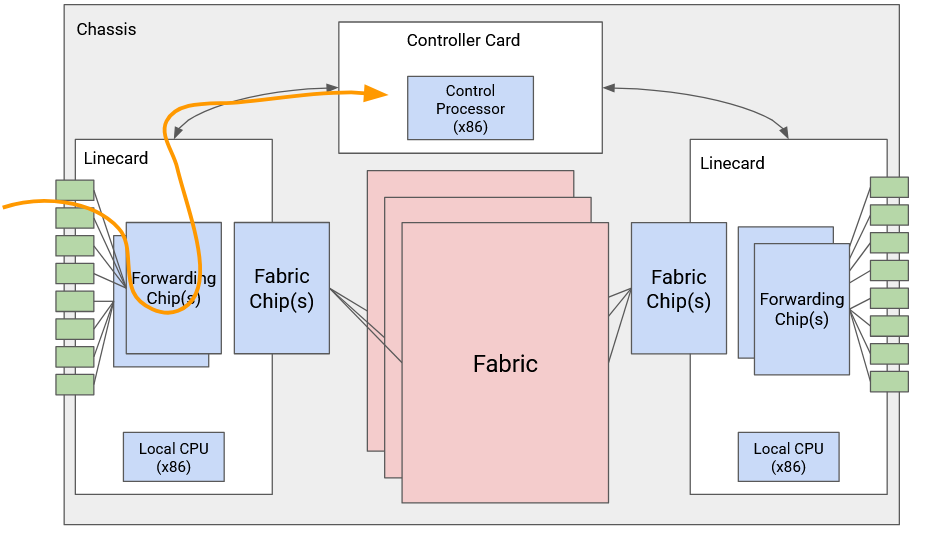 Chassis
Controller Card
Control
Processor
(x86)
Linecard
Forwarding
Chip(s)
Fabric
Chip(s)
Local CPU
(x86)
Fabric
Linecard
Fabric
Chip(s)
Forwarding
Chip(s)
Local CPU
(x86)